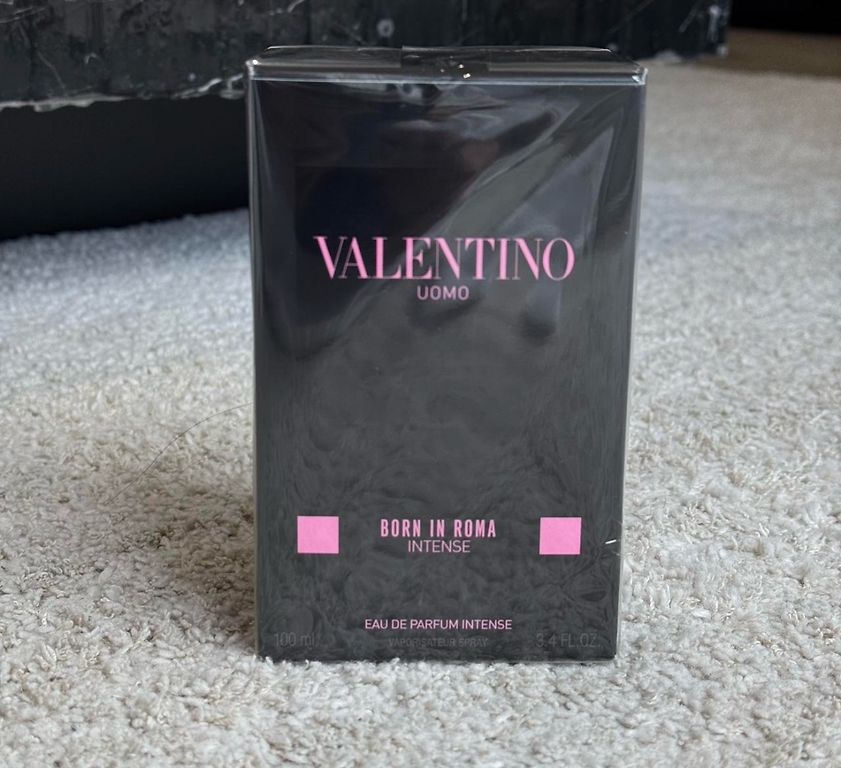 VALENTINO
UOMO
BORN IN ROMA
INTENSE
EAU DE PARFUM INTENSE
100 ml VAPORISATEUR SPRAY 3.4 FL.OZ.